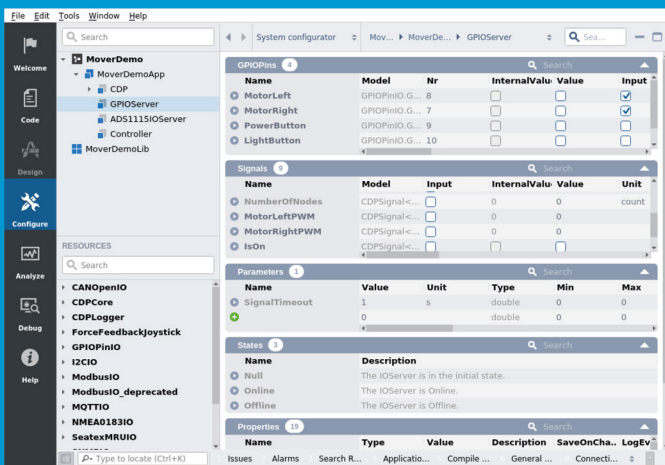 File Edit Tools Window Help
Search
System configurator
Mov... MoverDe... GPIOServer
Sea...
Welcome
Code
Design
Configure
Analyze
Debug
Help
MoverDemo
MoverDemoApp
CDP
GPIOServer
ADS1115IOServer
Controller
MoverDemoLib
RESOURCES
Search
CANOpenIO
CDPCore
CDPLogger
ForceFeedbackJoystick
GPIOPinIO
I2CIO
ModbusIO
ModbusIO_deprecated
MQTTIO
NMEA0183IO
SeatexMRUIO
GPIOPins 4 Search
Name Model Nr InternalValu Value Input
MotorLeft GPIOPinIO.G... 8
MotorRight GPIOPinIO.G... 7
PowerButton GPIOPinIO.G... 9
LightButton GPIOPinIO.G... 10
Signals 9 Search
Name Model Input InternalValu Value Unit
NumberOfNodes CDPSignal<... 0 0 count
MotorLeftPWM CDPSignal<... 0 0
MotorRightPWM CDPSignal<... 0 0
IsOn CDPSignal<...
Parameters 1 Search
Name Value Unit Type Min Max
SignalTimeout 1 s double 0 0
0 double 0 0
States 3 Search
Name Description
Null The IOServer is in the initial state.
Online The IOServer is Online.
Offline The IOServer is Offline.
Properties 19 Search
Name Type Value Description SaveOnCha.. LogEv
Type to locate (Ctrl+K)
Issues Alarms Search R... Applicatio... Compile ... General ... Connecti...